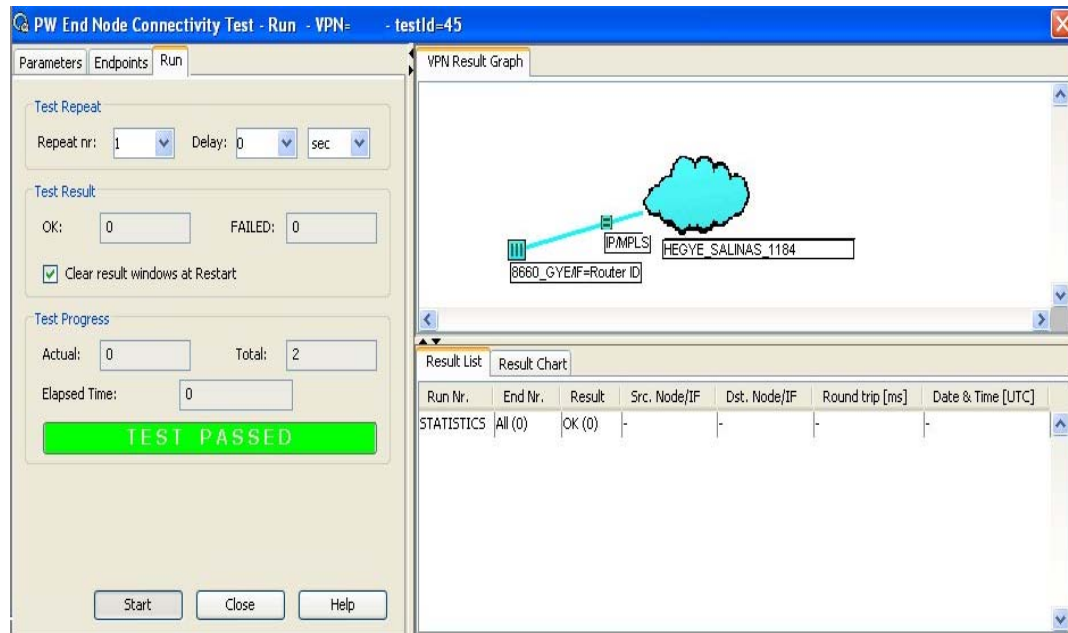 PW End Node Connectivity Test - Run - VPN= - testId=45
Parameters Endpoints Run
Test Repeat
Repeat nr: 1 Delay: 0 sec
Test Result
OK: 0 FAILED: 0
Clear result windows at Restart
Test Progress
Actual: 0 Total: 2
Elapsed Time: 0
TEST PASSED
Start Close Help
VPN Result Graph
IP/MPLS
HEGYE_SALINAS_1184
8660_GYE/IF=Router ID
Result List Result Chart
Run Nr. End Nr. Result Src. Node/IF Dst. Node/IF Round trip [ms] Date & Time [UTC]
STATISTICS All (0) OK (0) - - - -